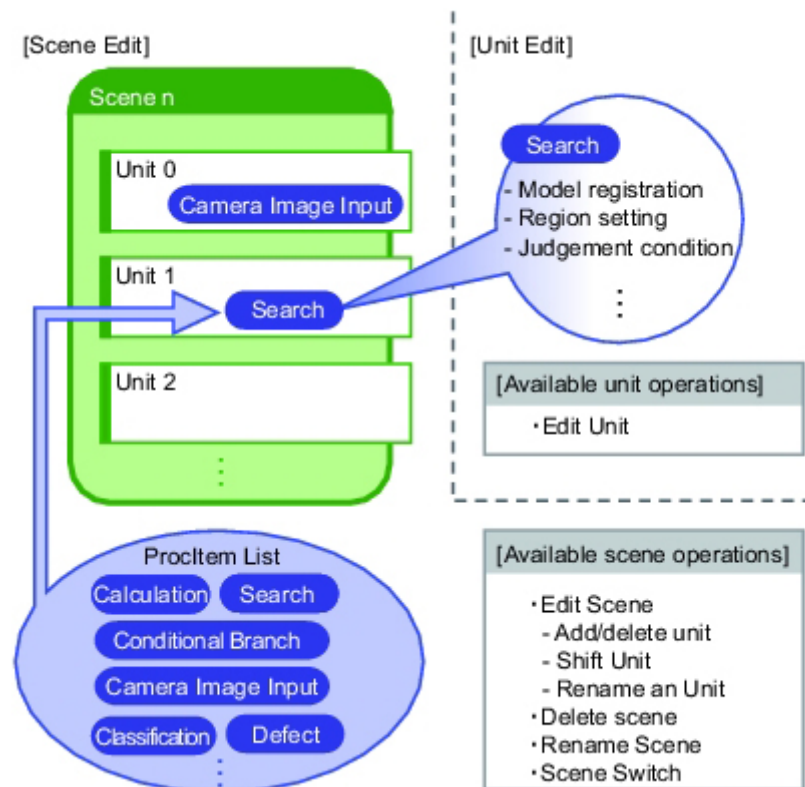 [Scene Edit]
Scene n
Unit 0
Camera Image Input
Unit 1
Search
Unit 2
⋮
ProcItem List
Calculation
Search
Conditional Branch
Camera Image Input
Classification
Defect
⋮
[Unit Edit]
Search
- Model registration
- Region setting
- Judgement condition
⋮
[Available unit operations]
・Edit Unit
[Available scene operations]
・Edit Scene
- Add/delete unit
- Shift Unit
- Rename an Unit
・Delete scene
・Rename Scene
・Scene Switch